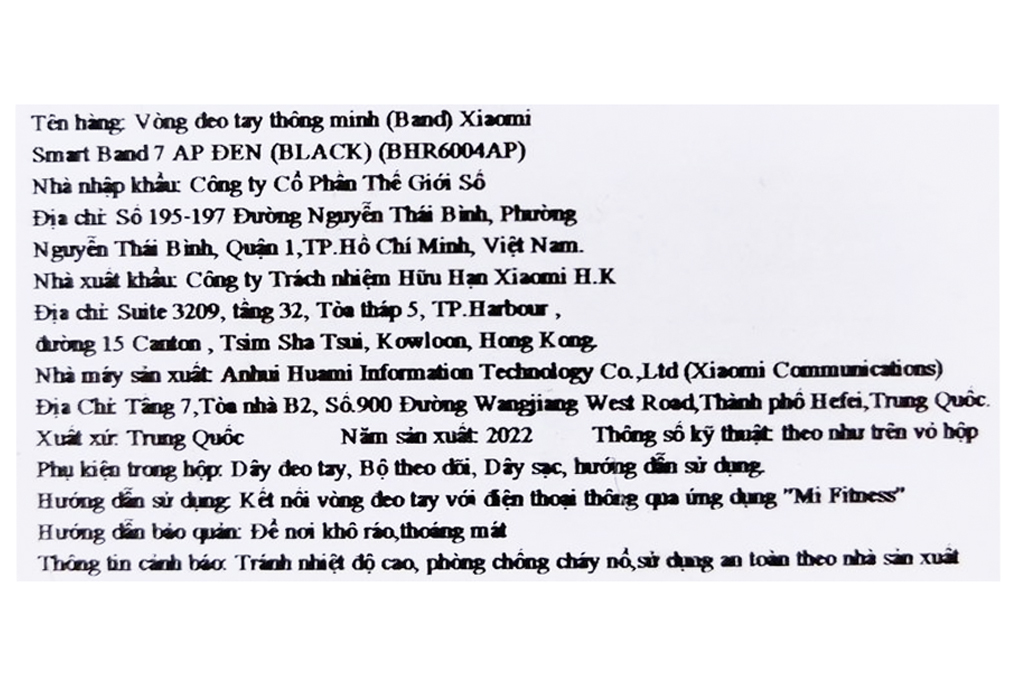 Tên hàng: Vòng đeo tay thông minh (Band) Xiaomi
Smart Band 7 AP ĐEN (BLACK) (BHR6004AP)
Nhà nhập khẩu: Công ty Cổ Phần Thế Giới Số
Địa chỉ: Số 195-197 Đường Nguyễn Thái Bình, Phường
Nguyễn Thái Bình, Quận 1,TP.Hồ Chí Minh, Việt Nam.
Nhà xuất khẩu: Công ty Trách nhiệm Hữu Hạn Xiaomi H.K
Địa chỉ: Suite 3209, tầng 32, Tòa tháp 5, TP.Harbour ,
đường 15 Canton , Tsim Sha Tsui, Kowloon, Hong Kong.
Nhà máy sản xuất: Anhui Huami Information Technology Co.,Ltd (Xiaomi Communications)
Địa Chỉ: Tầng 7,Tòa nhà B2, Số.900 Đường Wangjiang West Road,Thành phố Hefei,Trung Quốc.
Xuất xứ: Trung Quốc Năm sản xuất: 2022 Thông số kỹ thuật: theo như trên vỏ hộp
Phụ kiện trong hộp: Dây đeo tay, Bộ theo dõi, Dây sạc, hướng dẫn sử dụng.
Hướng dẫn sử dụng: Kết nối vòng đeo tay với điện thoại thông qua ứng dụng "Mi Fitness"
Hướng dẫn bảo quản: Để nơi khô ráo,thoáng mát
Thông tin cảnh báo: Tránh nhiệt độ cao, phòng chống cháy nổ,sử dụng an toàn theo nhà sản xuất